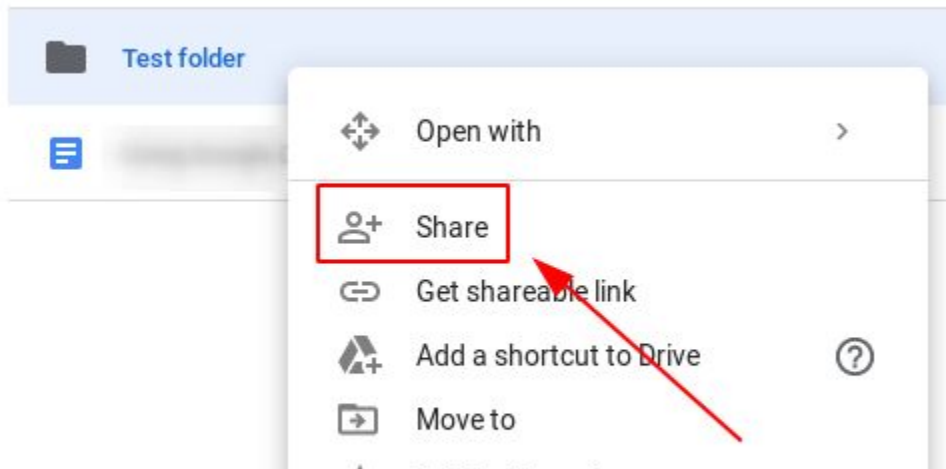 Test folder
Open with
Share
Get shareable link
Add a shortcut to Drive
Move to